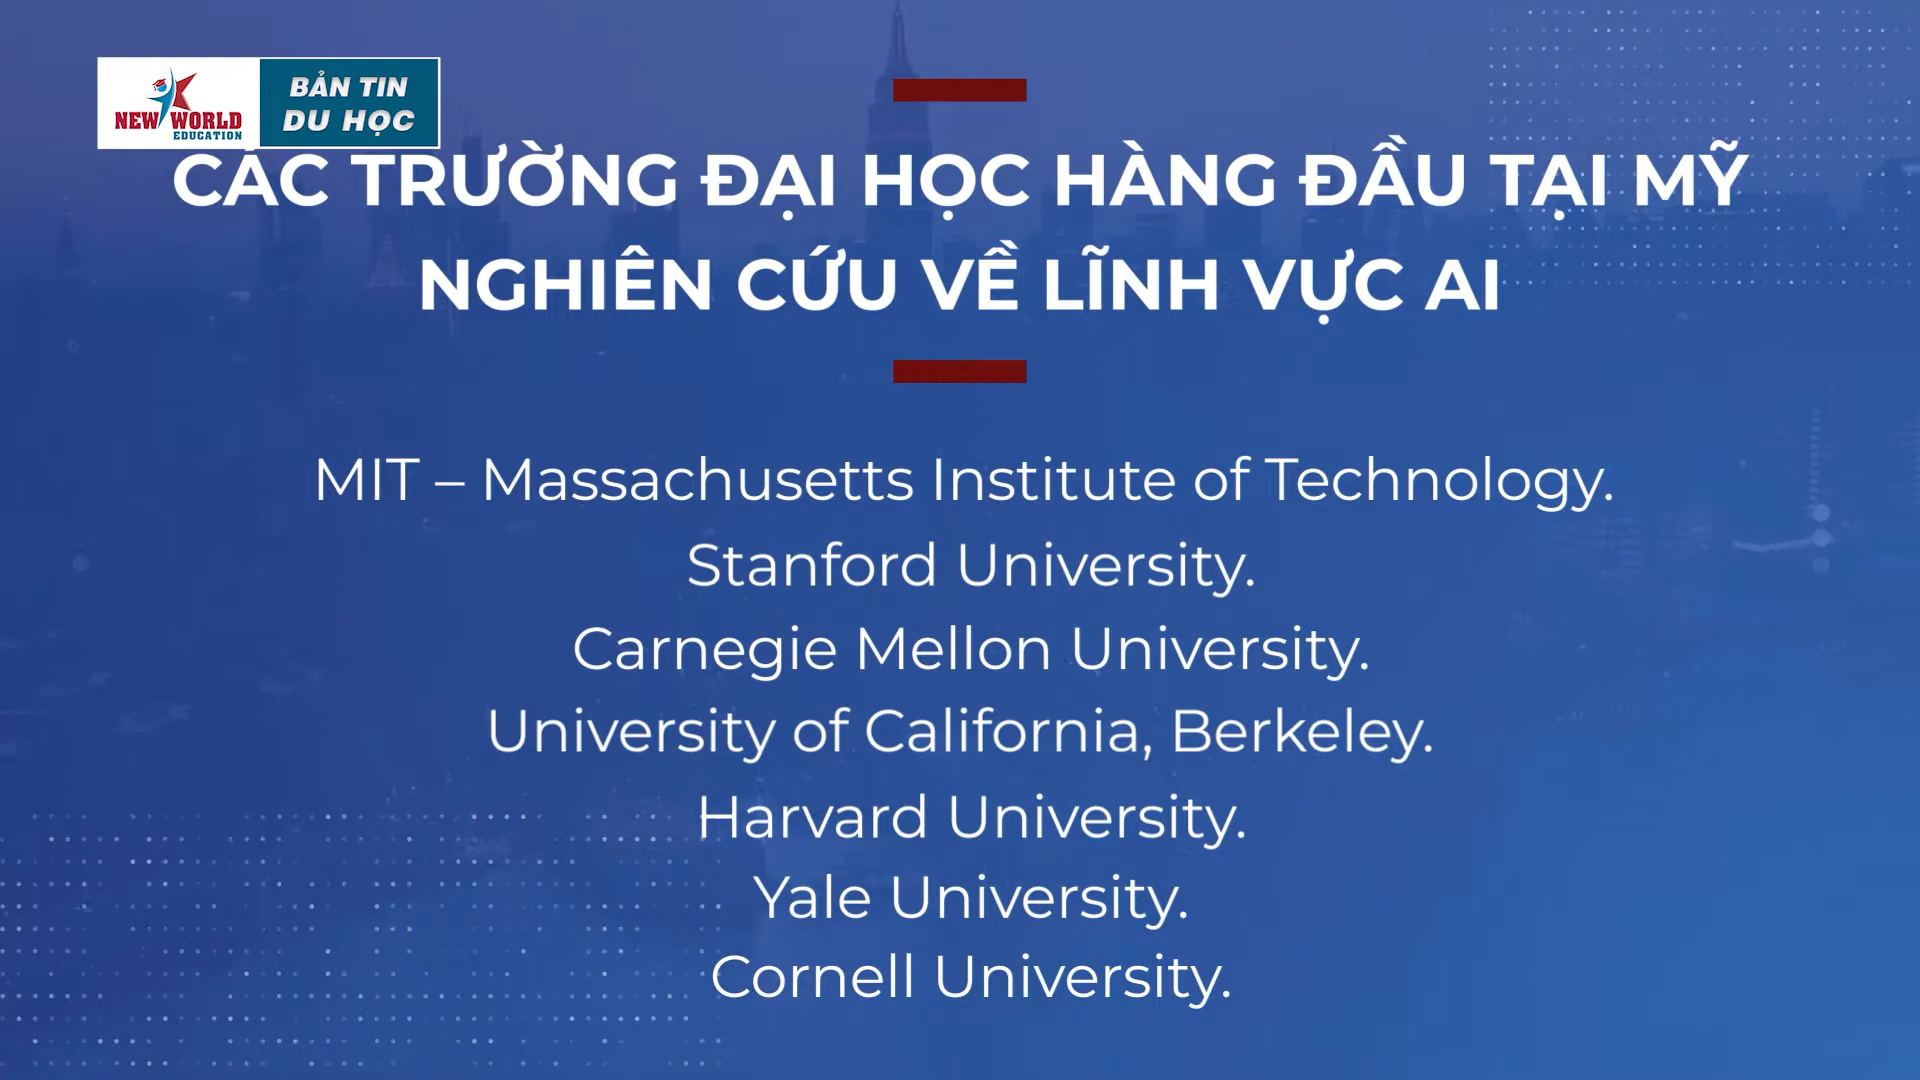 NEW WORLD
EDUCATION
BẢN TIN
DU HỌC
CÁC TRƯỜNG ĐẠI HỌC HÀNG ĐẦU TẠI MỸ
NGHIÊN CỨU VỀ LĨNH VỰC AI
MIT – Massachusetts Institute of Technology.
Stanford University.
Carnegie Mellon University.
University of California, Berkeley.
Harvard University.
Yale University.
Cornell University.